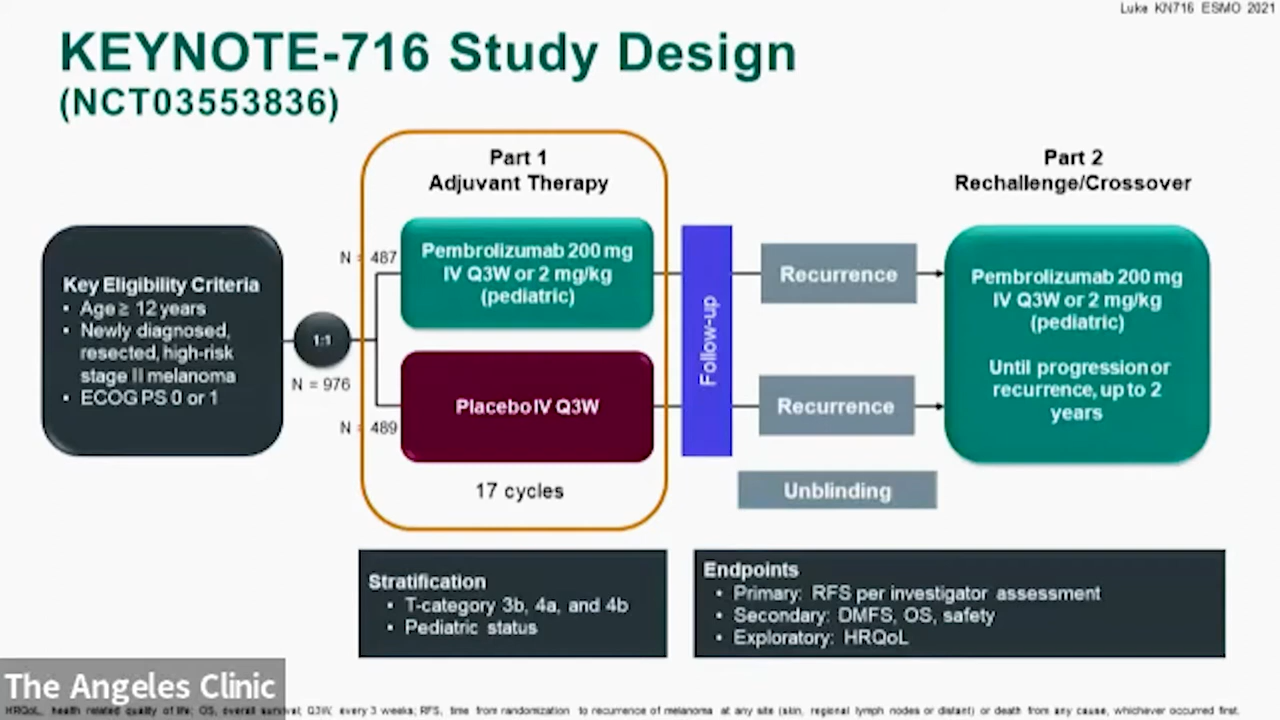 Luke KN716 ESMO 2021
KEYNOTE-716 Study Design
(NCT03553836)
Part 1
Adjuvant Therapy
Part 2
Rechallenge/Crossover
Key Eligibility Criteria
• Age ≥ 12 years
• Newly diagnosed,
resected, high-risk
stage II melanoma
• ECOG PS 0 or 1
1:1
N = 976
N = 487
N = 489
Pembrolizumab 200 mg
IV Q3W or 2 mg/kg
(pediatric)
Placebo IV Q3W
17 cycles
Follow-up
Recurrence
Recurrence
Unblinding
Pembrolizumab 200 mg
IV Q3W or 2 mg/kg
(pediatric)
Until progression or
recurrence, up to 2
years
Stratification
• T-category 3b, 4a, and 4b
• Pediatric status
Endpoints
• Primary: RFS per investigator assessment
• Secondary: DMFS, OS, safety
• Exploratory: HRQoL
The Angeles Clinic
HRQoL, health related quality of life; OS, overall survival; Q3W, every 3 weeks; RFS, time from randomization to recurrence of melanoma at any site (skin, regional lymph nodes or distant) or death from any cause, whichever occurred first.